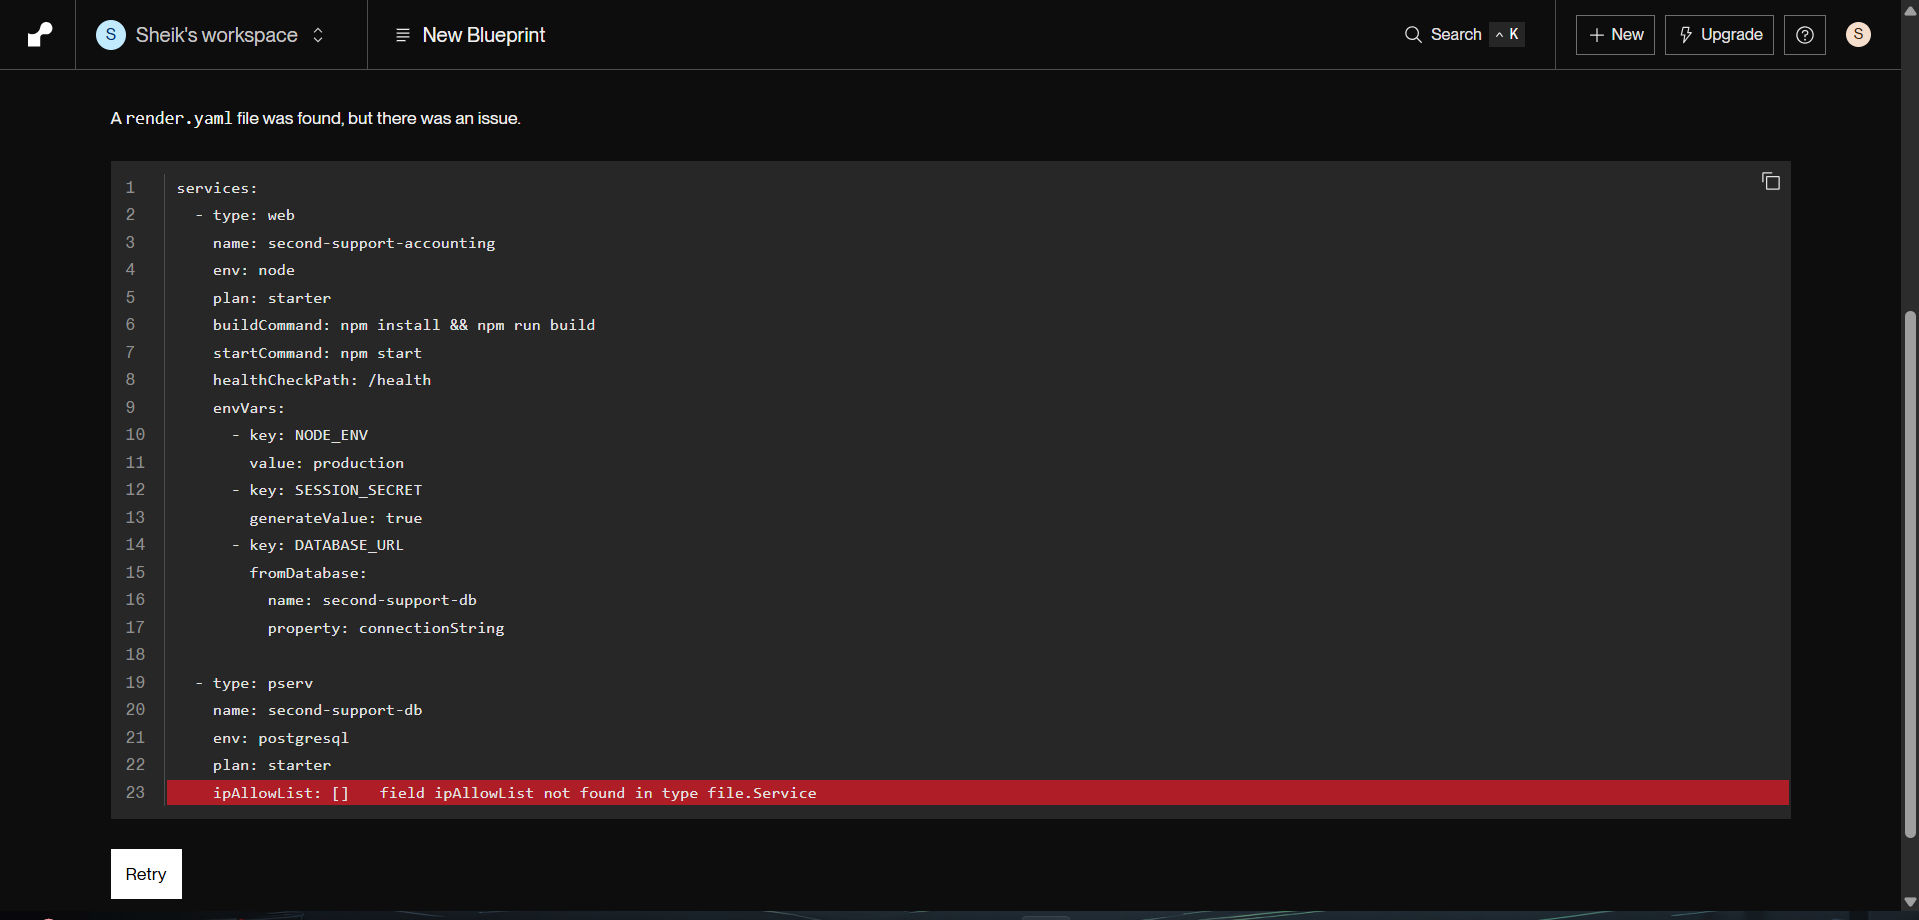 S Sheik's workspace New Blueprint Search ^ K + New Upgrade ? S
A render.yaml file was found, but there was an issue.
1 services:
2   - type: web
3     name: second-support-accounting
4     env: node
5     plan: starter
6     buildCommand: npm install && npm run build
7     startCommand: npm start
8     healthCheckPath: /health
9     envVars:
10       - key: NODE_ENV
11         value: production
12       - key: SESSION_SECRET
13         generateValue: true
14       - key: DATABASE_URL
15         fromDatabase:
16           name: second-support-db
17           property: connectionString
18
19   - type: pserv
20     name: second-support-db
21     env: postgresql
22     plan: starter
23     ipAllowList: []   field ipAllowList not found in type file.Service
Retry